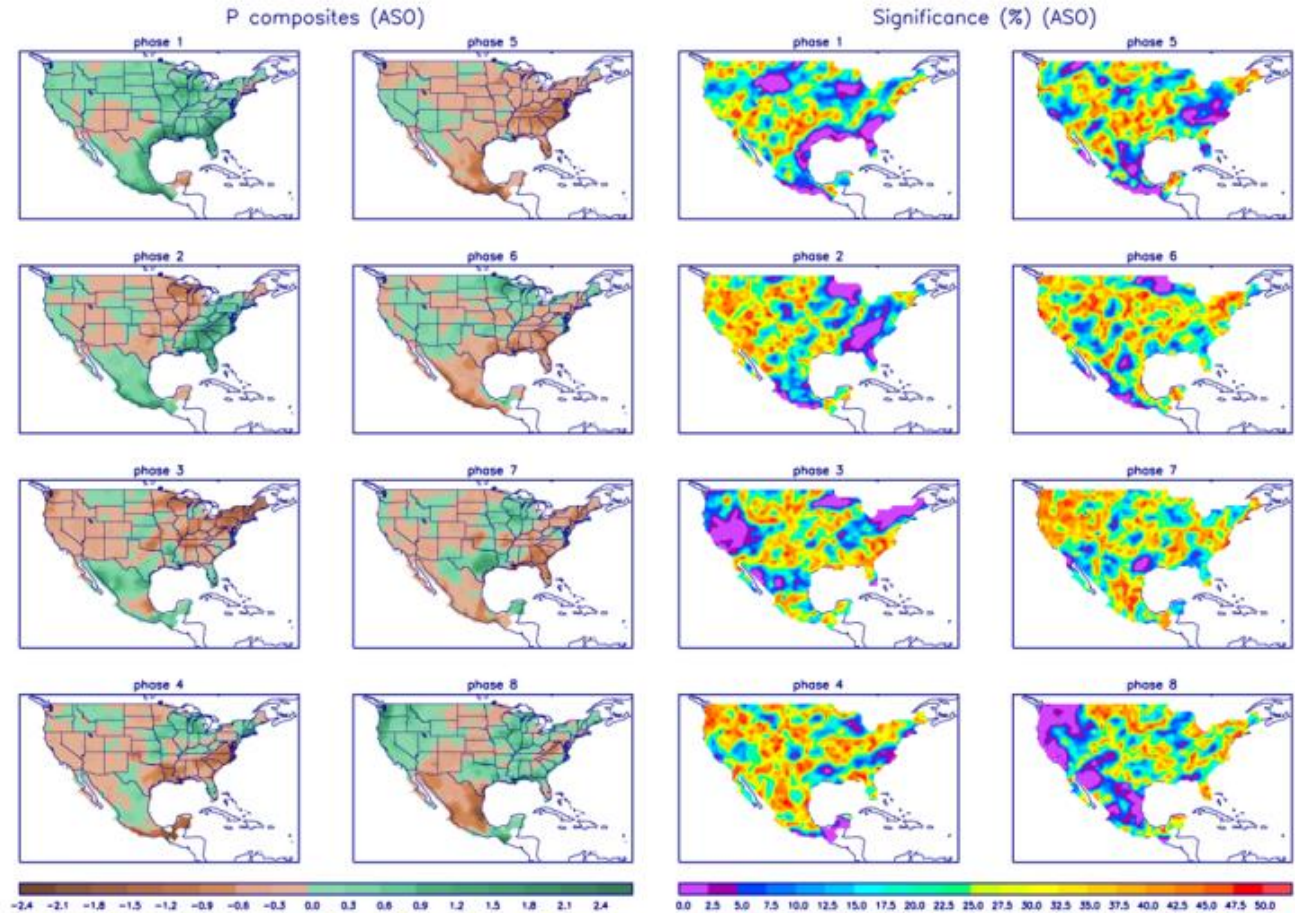 P composites (ASO)
Significance (%) (ASO)
phase 1
phase 5
phase 1
phase 5
phase 2
phase 6
phase 2
phase 6
phase 3
phase 7
phase 3
phase 7
phase 4
phase 8
phase 4
phase 8
-2.4 -2.1 -1.8 -1.5 -1.2 -0.9 -0.6 -0.3 0.0 0.3 0.6 0.9 1.2 1.5 1.8 2.1 2.4
0.0 2.5 5.0 7.5 10.0 12.5 15.0 17.5 20.0 22.5 25.0 27.5 30.0 32.5 35.0 37.5 40.0 42.5 45.0 47.5 50.0